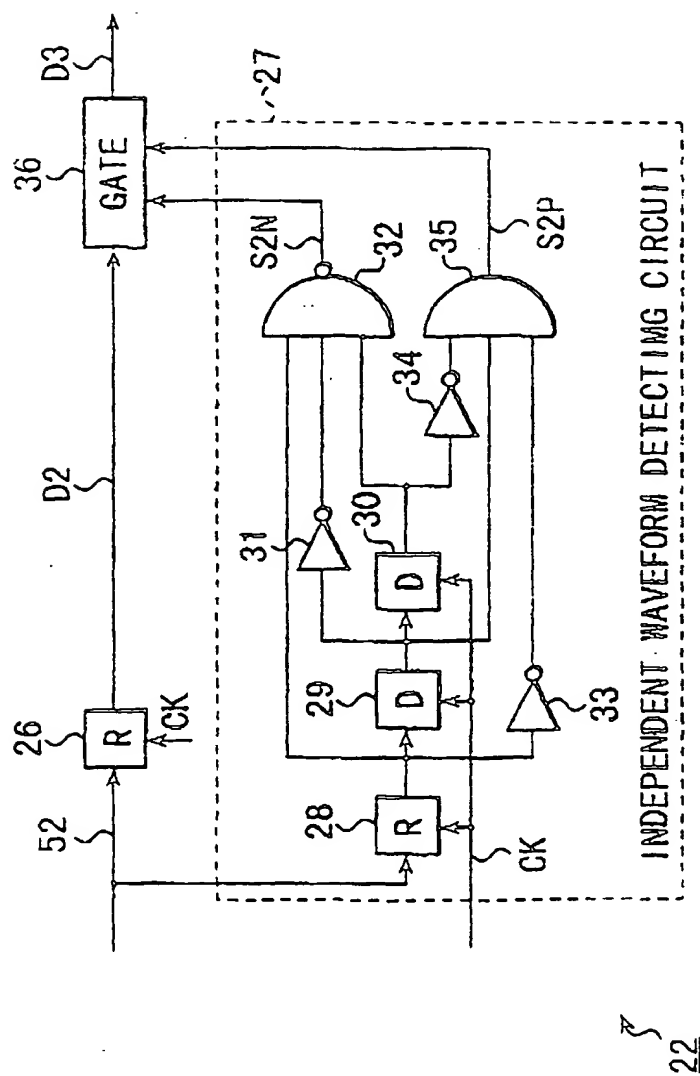 D3
36
GATE
D2
26
R
CK
52
27
S2N
32
35
S2P
34
31
30
D
29
D
33
28
R
CK
INDEPENDENT WAVEFORM DETECTIMG CIRCUIT
22